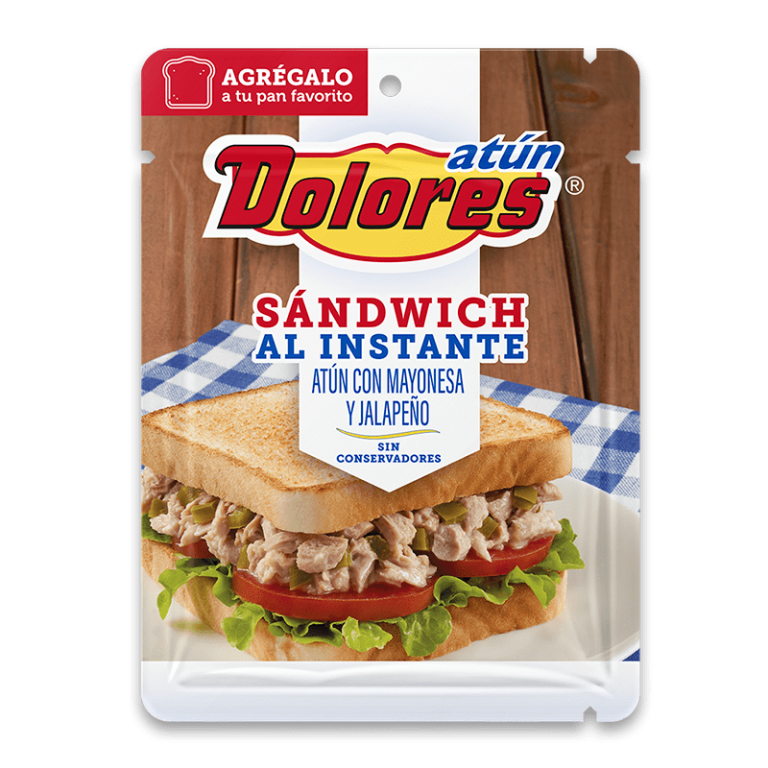 AGRÉGALO
a tu pan favorito
atún
Dolores®
SÁNDWICH
AL INSTANTE
ATÚN CON MAYONESA
Y JALAPEÑO
SIN
CONSERVADORES